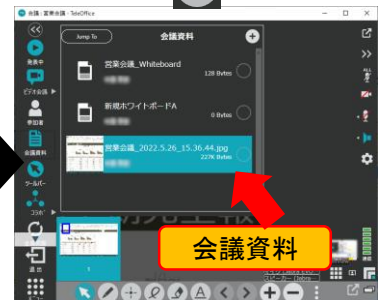 会議 : 営業会議 - TeleOffice
Jump To
会議資料
発表中
ビデオ会議
参加者
会議資料
ツールバー
コラボ
退出
営業会議_Whiteboard
128 Bytes
新規ホワイトボードA
0 Bytes
営業会議_2022.5.26_15.36.44.jpg
227K Bytes
ALL
1
会議資料